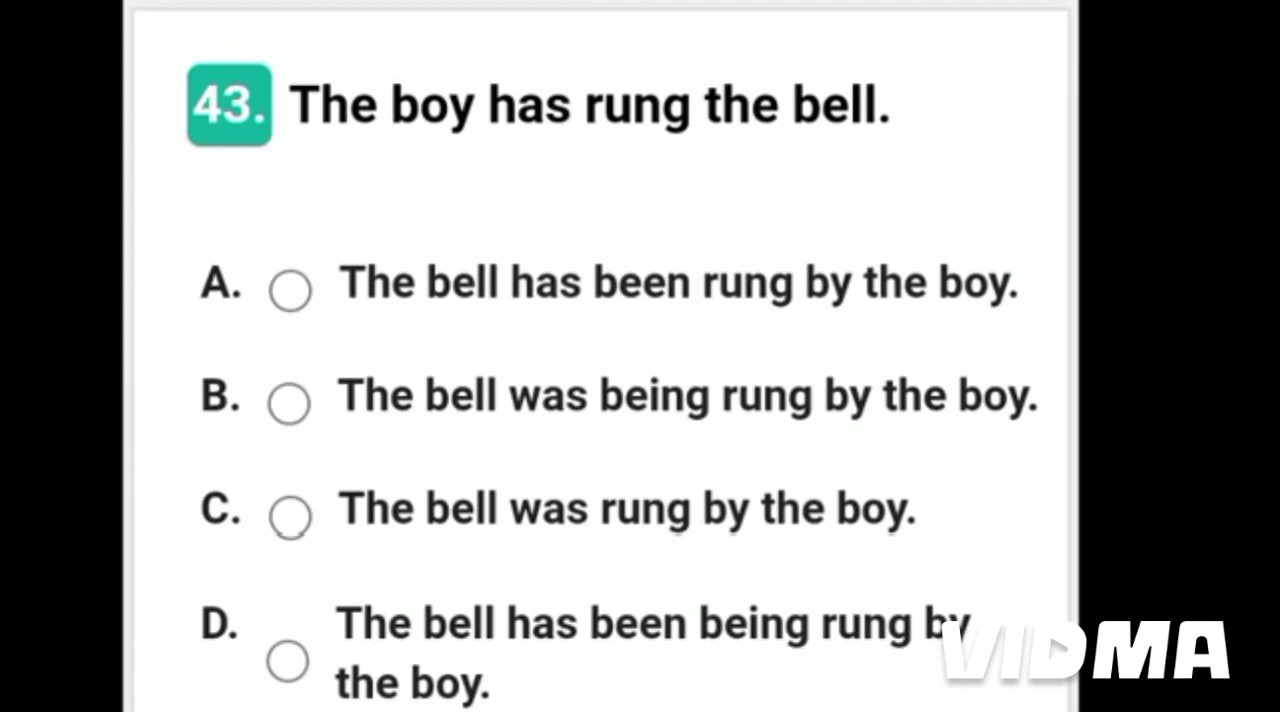 43. The boy has rung the bell.
A. The bell has been rung by the boy.
B. The bell was being rung by the boy.
C. The bell was rung by the boy.
D. The bell has been being rung by
the boy.
VIDMA